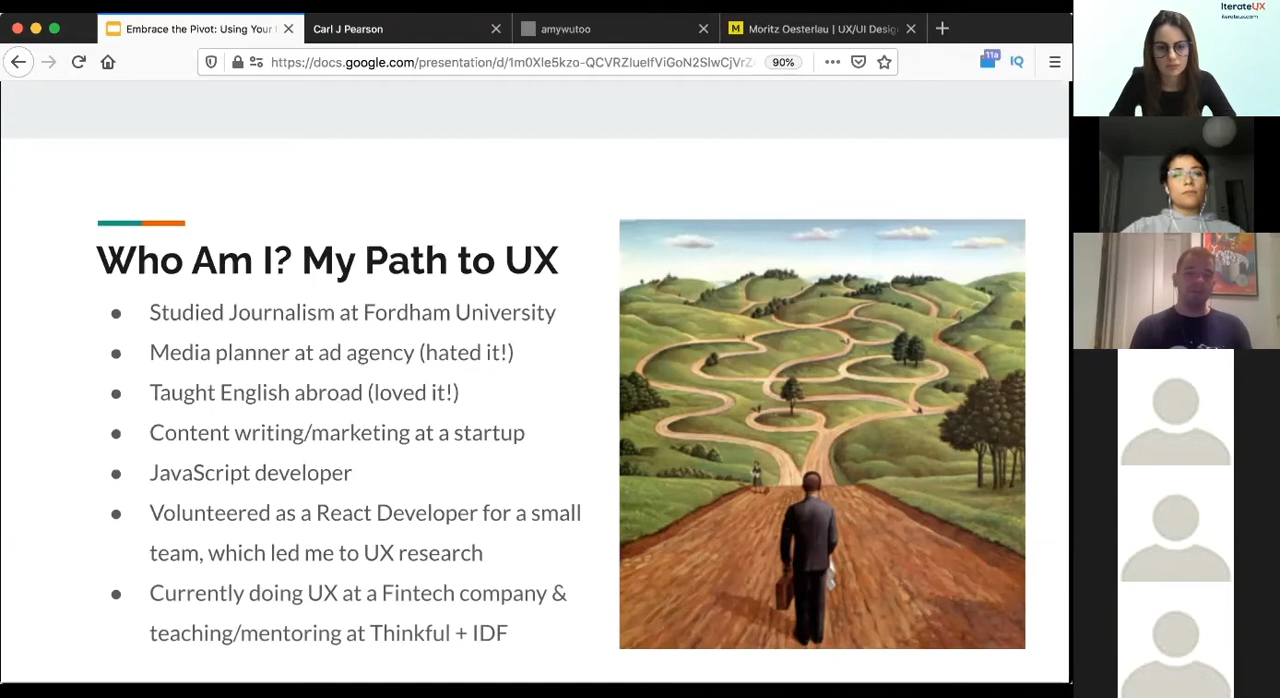 Embrace the Pivot: Using Your
Carl J Pearson
amywutoo
M
Moritz Oesterlau | UX/UI Desig
https://docs.google.com/presentation/d/1m0Xle5kzo-QCVRZIuelfViGoN2SlwCjVrZ
90%
11a
IQ
IterateUX
iterateux.com
Who Am I? My Path to UX
● Studied Journalism at Fordham University
● Media planner at ad agency (hated it!)
● Taught English abroad (loved it!)
● Content writing/marketing at a startup
● JavaScript developer
● Volunteered as a React Developer for a small
team, which led me to UX research
● Currently doing UX at a Fintech company &
teaching/mentoring at Thinkful + IDF